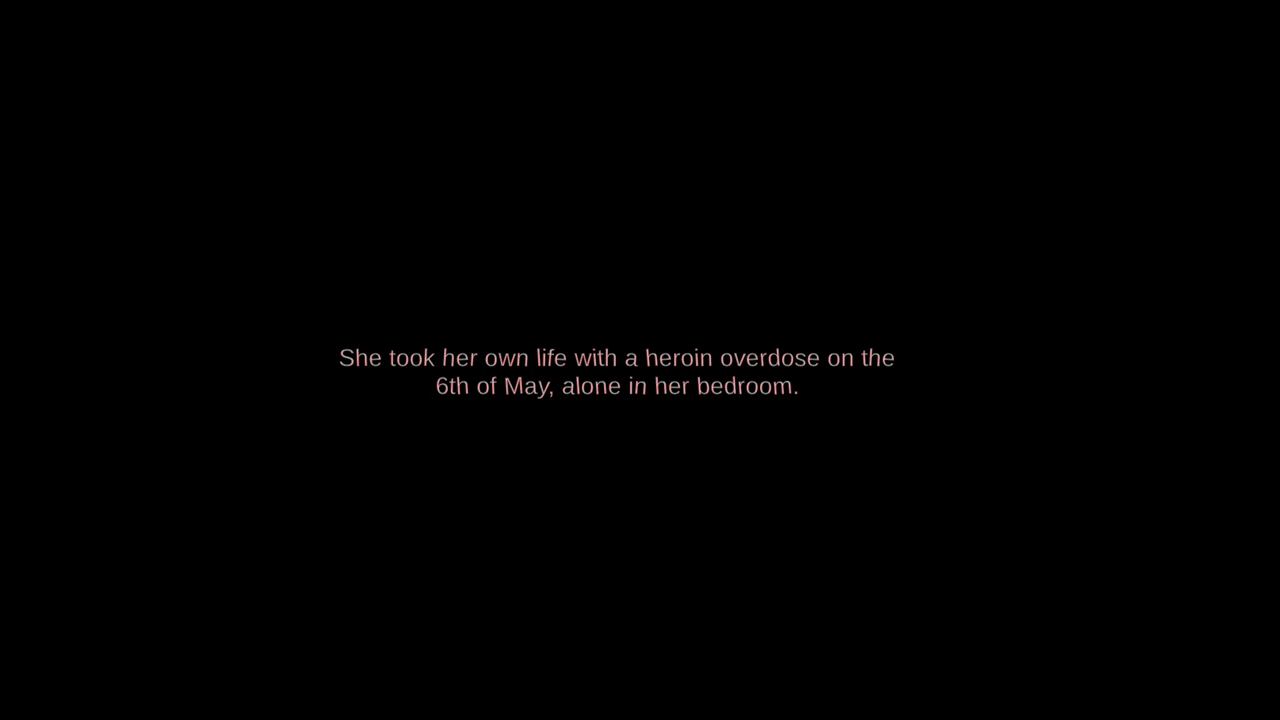 She took her own life with a heroin overdose on the
6th of May, alone in her bedroom.